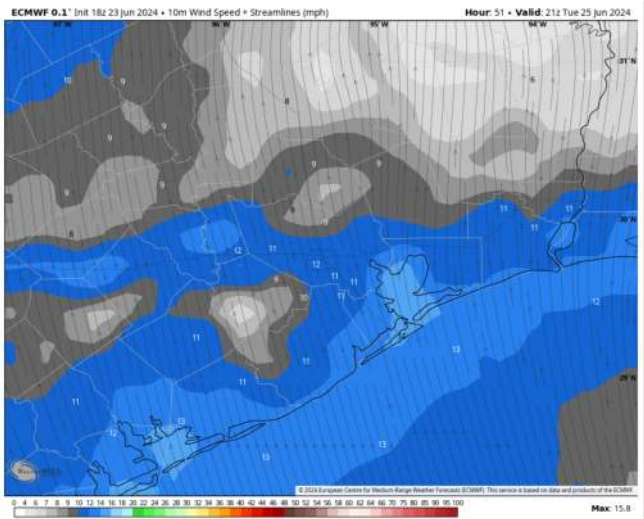 ECMWF 0.1° Init 18z 23 Jun 2024 • 10m Wind Speed + Streamlines (mph) Hour: 51 • Valid: 21z Tue 25 Jun 2024
97°W 96°W 95°W 94°W
31°N
10 9 8 6
9 9
9 9 9
9 9
8 9 11 11 30°N
12 11 11
12 11 11
9 10 11
12
11 13
11 11
11 29°N
13
12 13
13
© 2024 European Centre for Medium-Range Weather Forecasts (ECMWF). This service is based on data and products of the ECMWF.
0 4 6 7 8 9 10 12 14 16 18 20 22 24 26 28 30 32 34 36 38 40 42 44 46 48 50 52 54 56 58 60 62 64 66 68 70 75 80 85 90 95 100
Max: 15.8